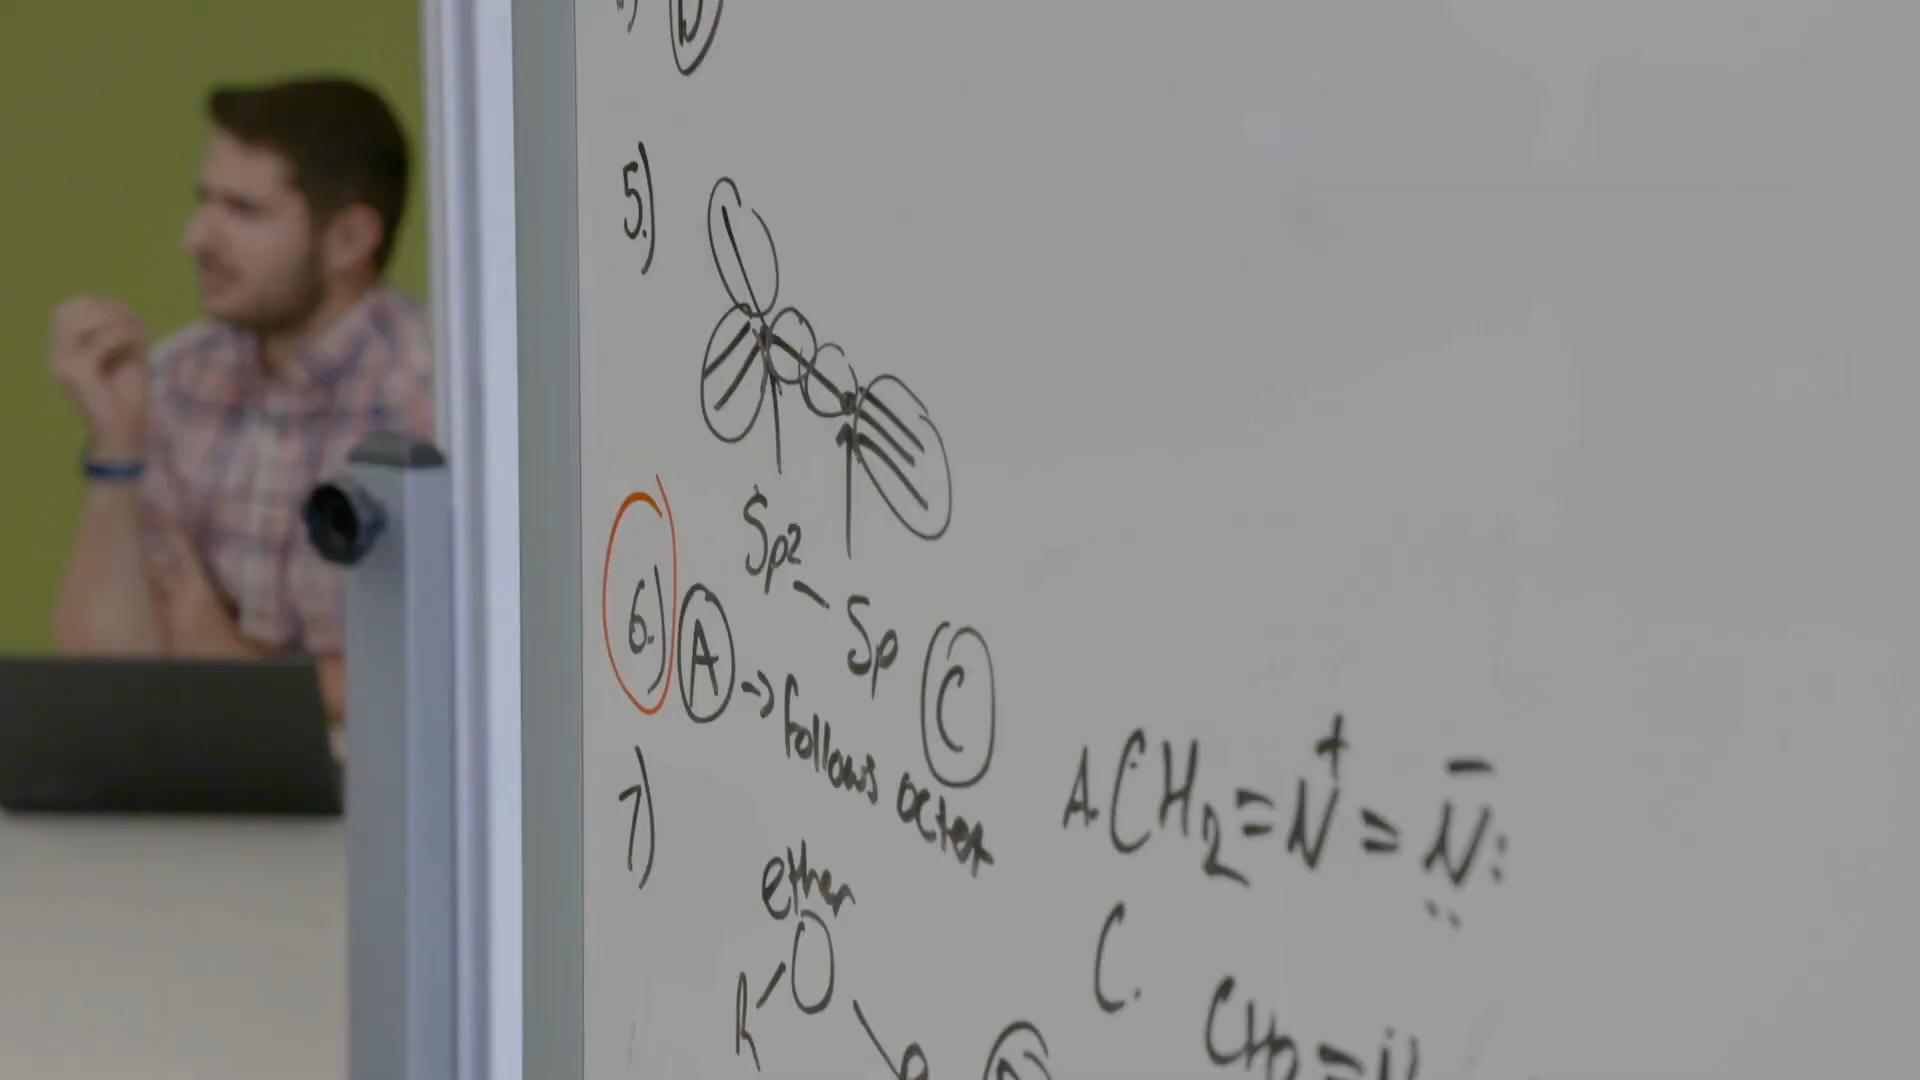 5.)
Sp2 - Sp C
6.) A → follows octet
A. CH2=N+=N̄:
7.) ether
R O
C.